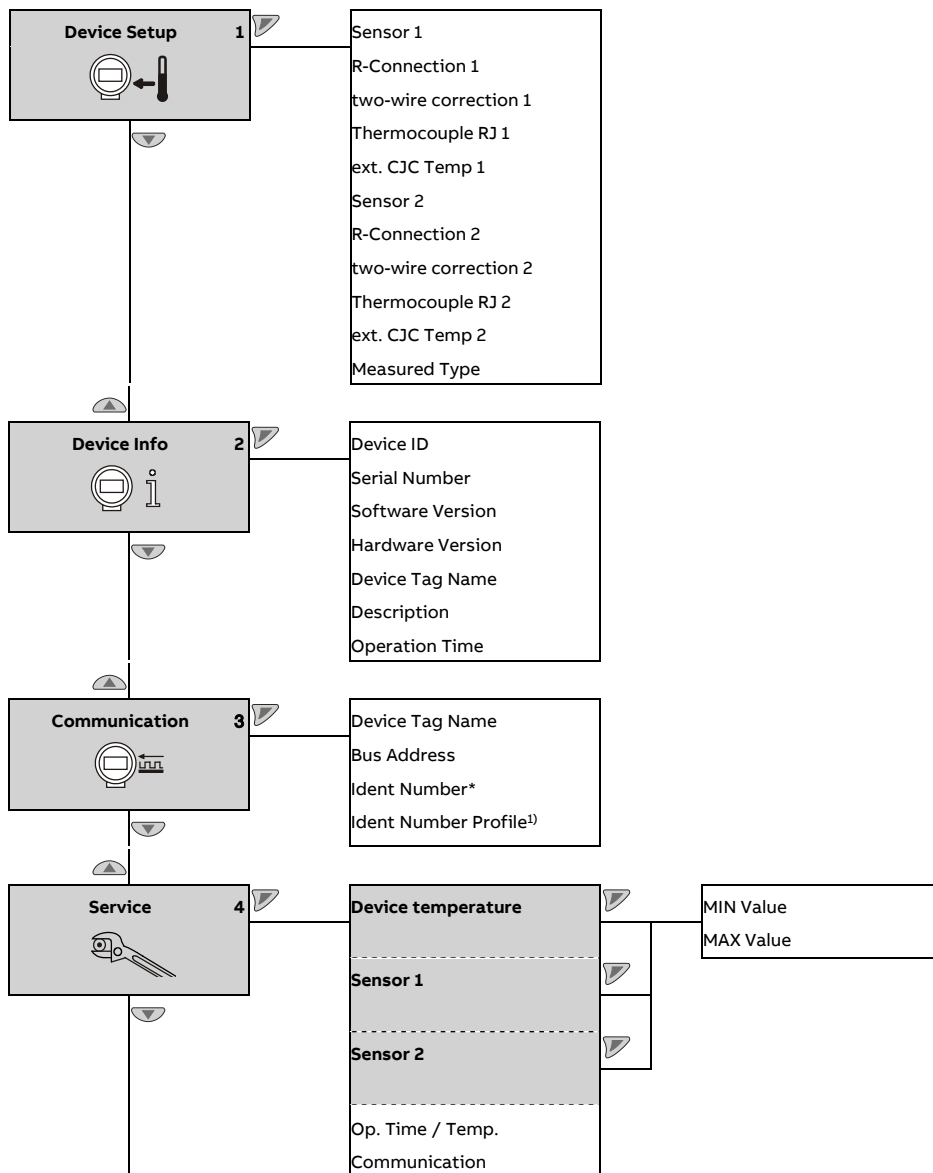 Device Setup 1
Sensor 1
R-Connection 1
two-wire correction 1
Thermocouple RJ 1
ext. CJC Temp 1
Sensor 2
R-Connection 2
two-wire correction 2
Thermocouple RJ 2
ext. CJC Temp 2
Measured Type
Device Info 2
Device ID
Serial Number
Software Version
Hardware Version
Device Tag Name
Description
Operation Time
Communication 3
Device Tag Name
Bus Address
Ident Number*
Ident Number Profile1)
Service 4
Device temperature
Sensor 1
Sensor 2
Op. Time / Temp.
Communication
MIN Value
MAX Value